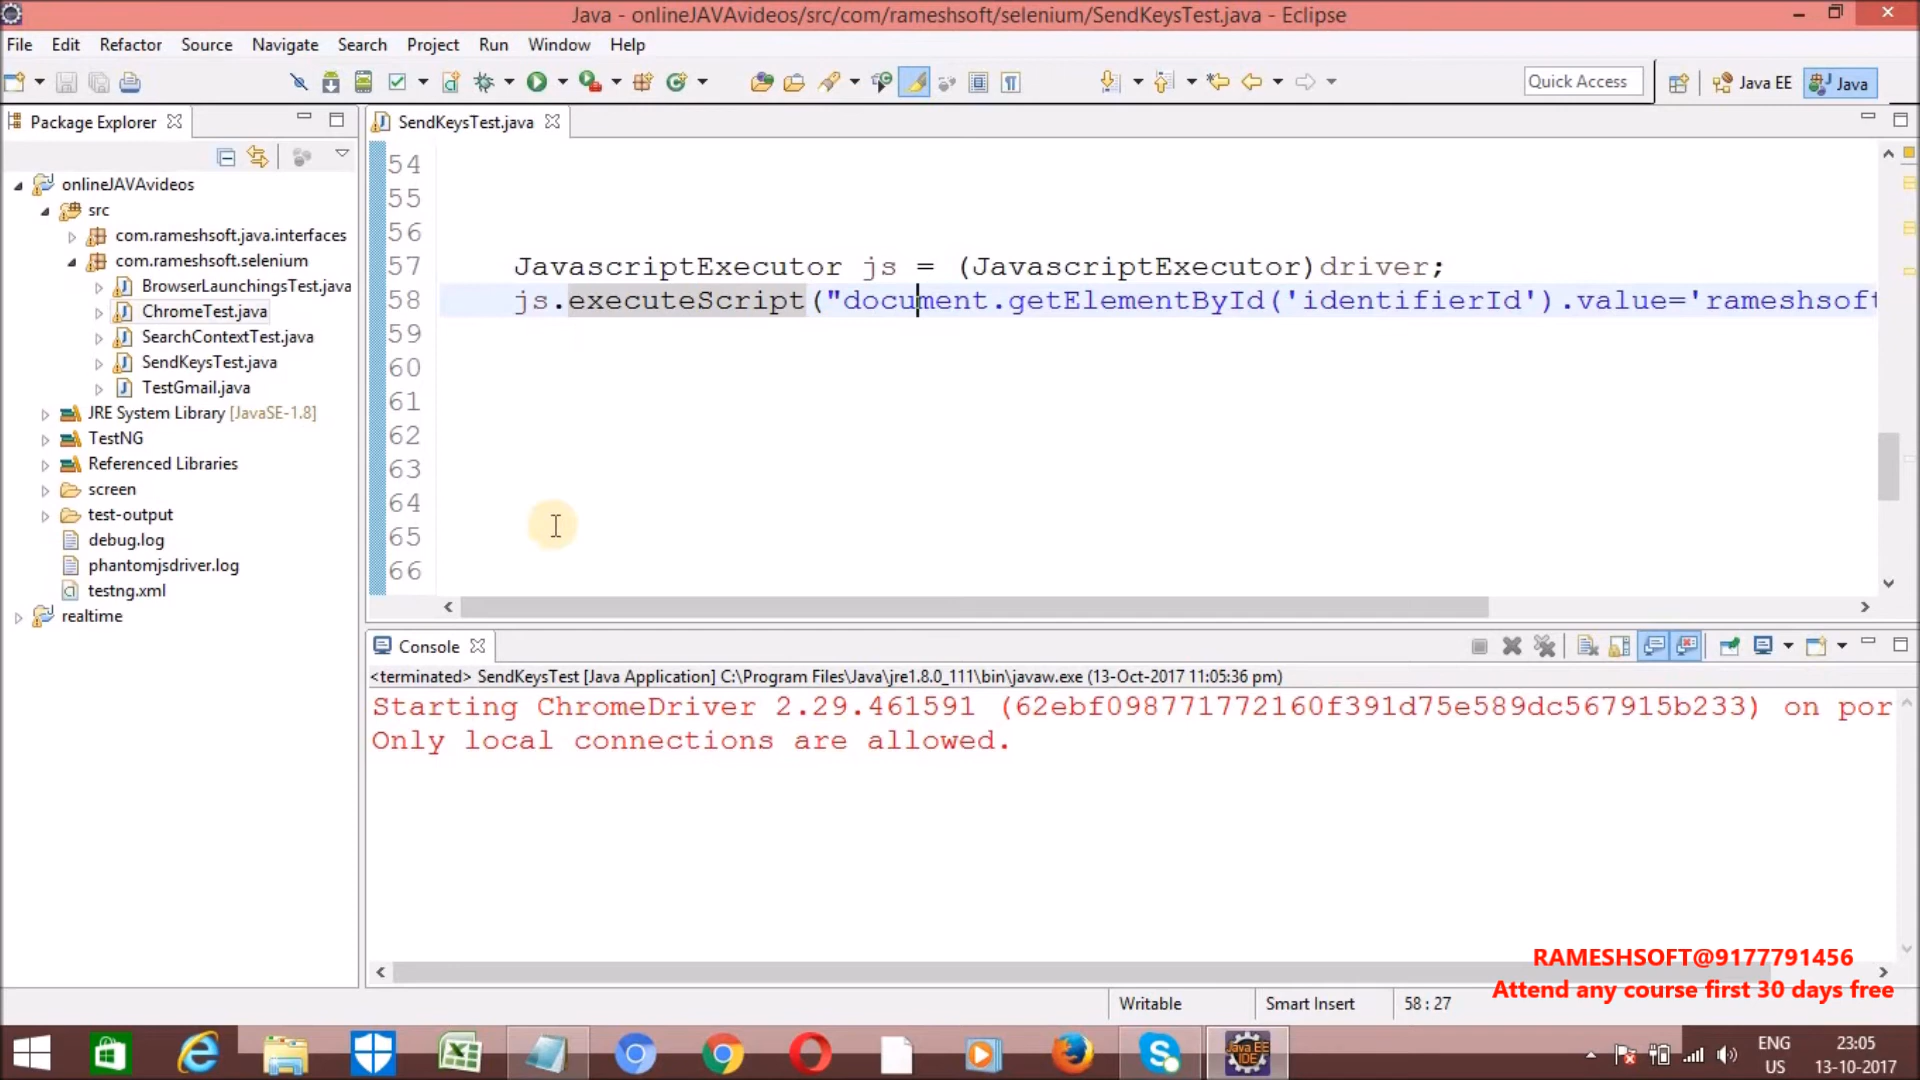 Java - onlineJAVAvideos/src/com/rameshsoft/selenium/SendKeysTest.java - Eclipse
File Edit Refactor Source Navigate Search Project Run Window Help
Quick Access Java EE Java
Package Explorer
SendKeysTest.java
onlineJAVAvideos
src
com.rameshsoft.java.interfaces
com.rameshsoft.selenium
BrowserLaunchingsTest.java
ChromeTest.java
SearchContextTest.java
SendKeysTest.java
TestGmail.java
JRE System Library [JavaSE-1.8]
TestNG
Referenced Libraries
screen
test-output
debug.log
phantomjsdriver.log
testng.xml
realtime
54
55
56
57 JavascriptExecutor js = (JavascriptExecutor)driver;
58 js.executeScript("document.getElementById('identifierId').value='rameshsoft
59
60
61
62
63
64
65
66
Console
<terminated> SendKeysTest [Java Application] C:\Program Files\Java\jre1.8.0_111\bin\javaw.exe (13-Oct-2017 11:05:36 pm)
Starting ChromeDriver 2.29.461591 (62ebf098771772160f391d75e589dc567915b233) on por
Only local connections are allowed.
RAMESHSOFT@9177791456
Attend any course first 30 days free
Writable Smart Insert 58 : 27
Java EE
IDE
ENG
US
23:05
13-10-2017